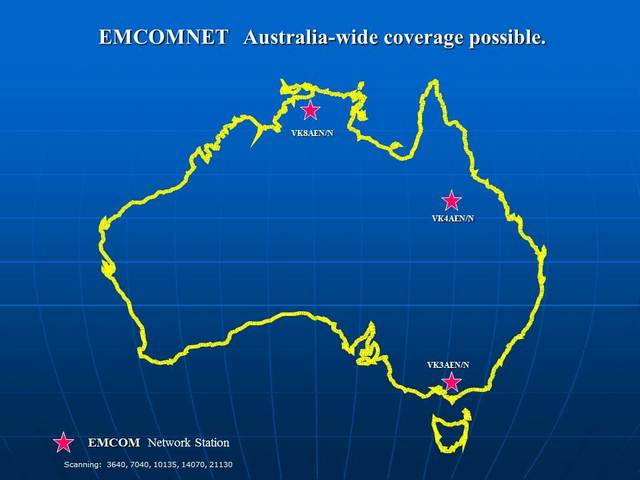 EMCOMNET Australia-wide coverage possible.
VK8AEN/N
VK4AEN/N
VK3AEN/N
EMCOM Network Station
Scanning: 3640, 7040, 10135, 14070, 21130